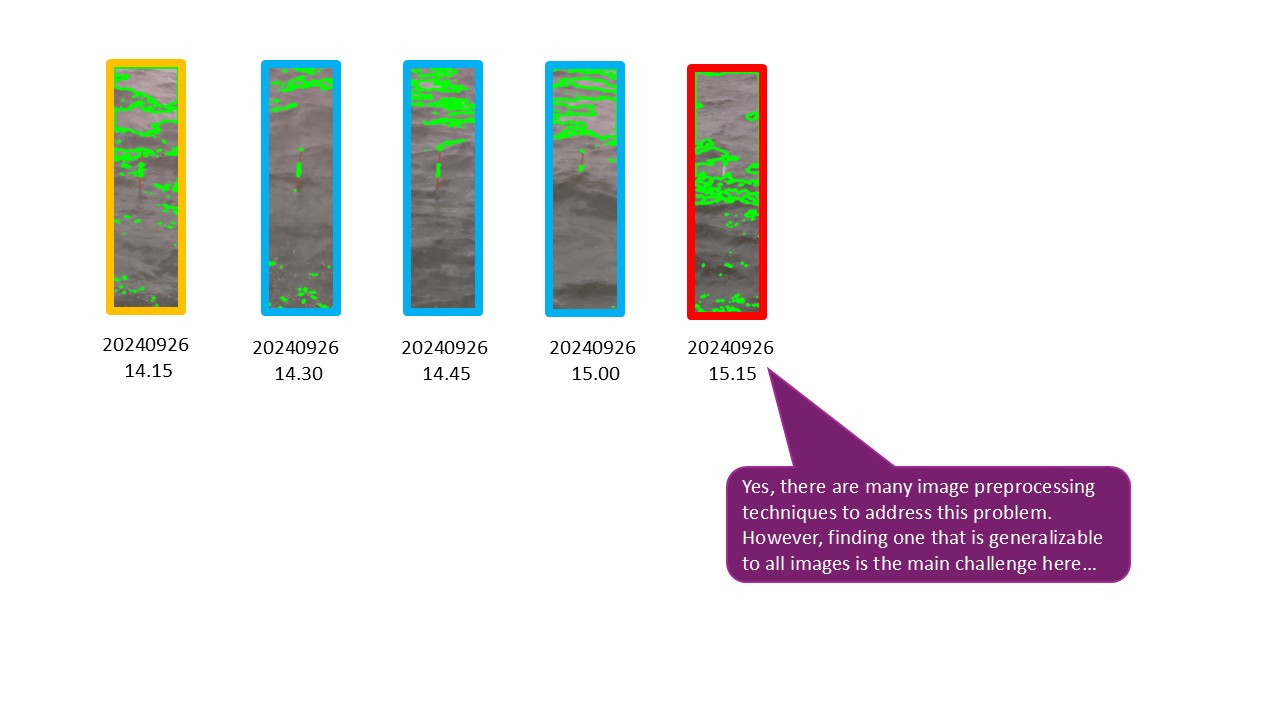 20240926
14.15
20240926
14.30
20240926
14.45
20240926
15.00
20240926
15.15
Yes, there are many image preprocessing
techniques to address this problem.
However, finding one that is generalizable
to all images is the main challenge here...